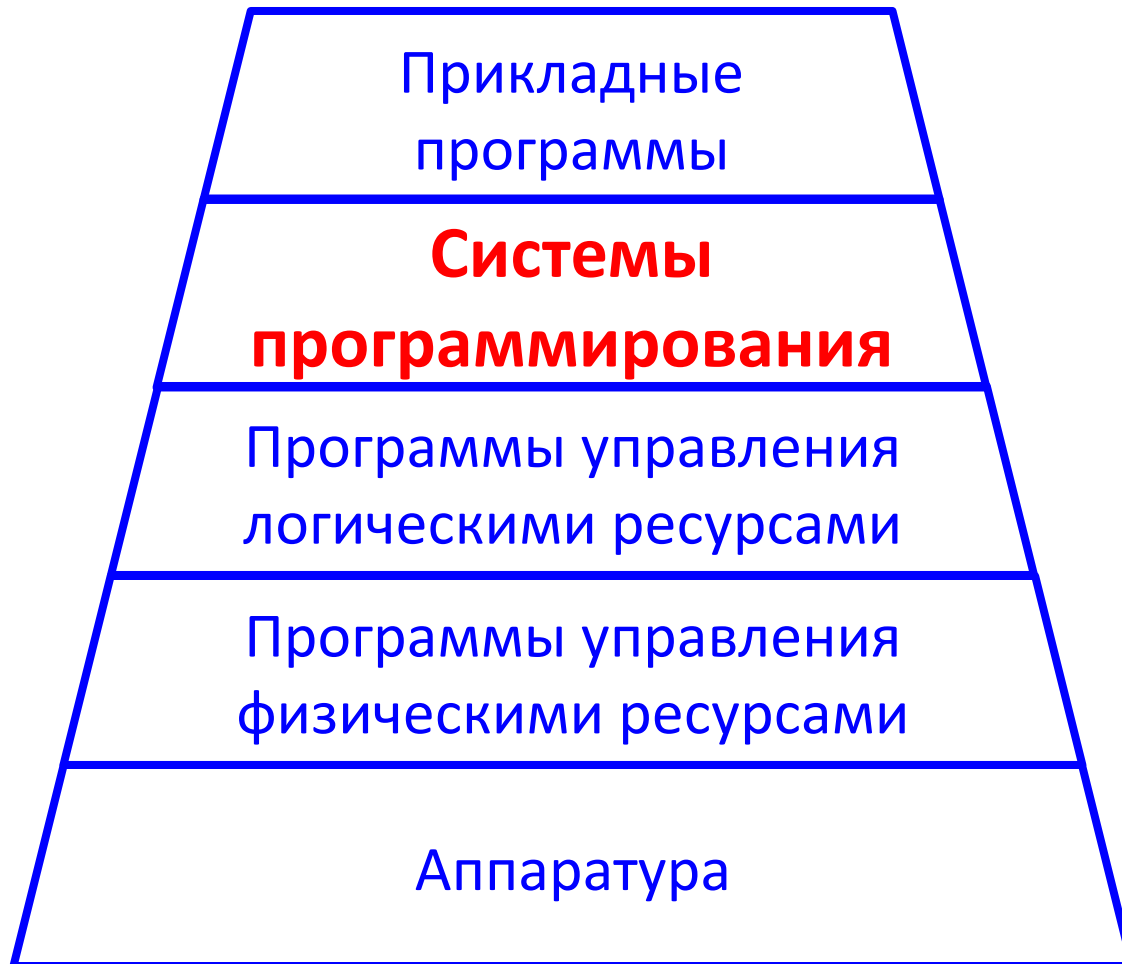 Прикладные
программы
Системы
программирования
Программы управления
логическими ресурсами
Программы управления
физическими ресурсами
Аппаратура